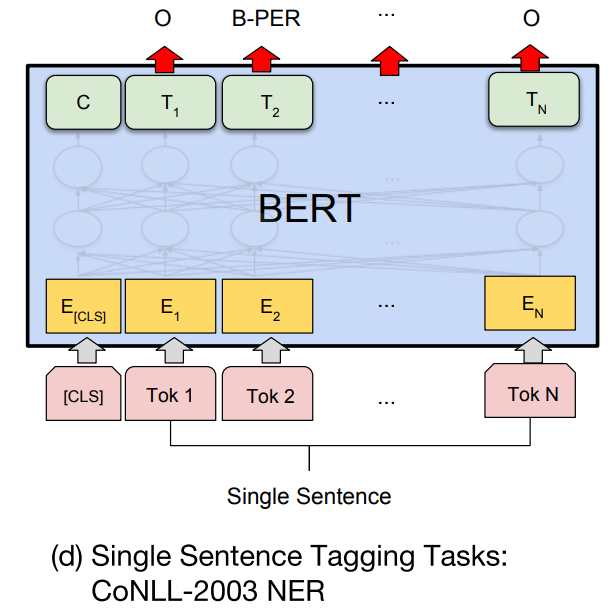 O B-PER ... O
C T1 T2 ... TN
...
BERT
...
E[CLS] E1 E2 ... EN
[CLS] Tok 1 Tok 2 ... Tok N
Single Sentence
(d) Single Sentence Tagging Tasks:
CoNLL-2003 NER